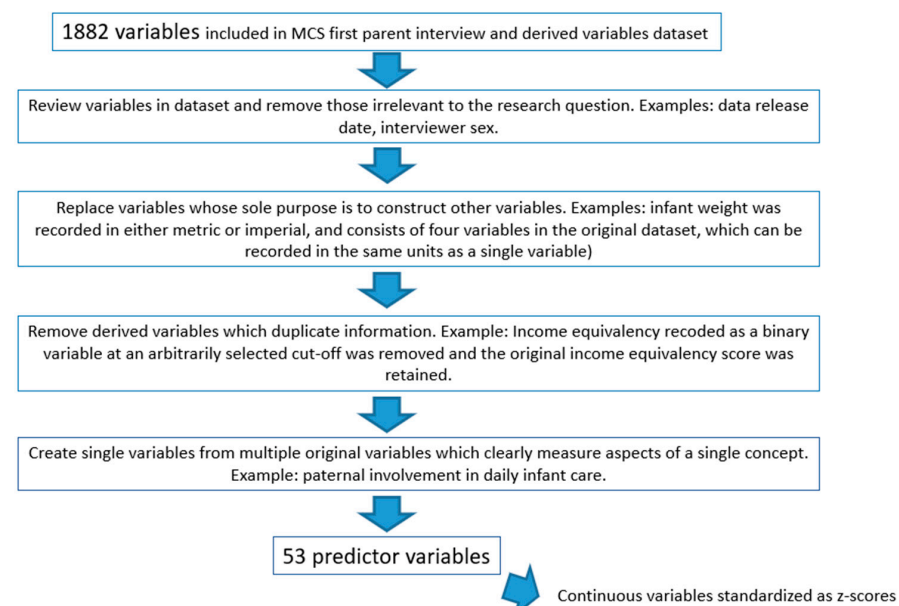 1882 variables included in MCS first parent interview and derived variables dataset
Review variables in dataset and remove those irrelevant to the research question. Examples: data release
date, interviewer sex.
Replace variables whose sole purpose is to construct other variables. Examples: infant weight was
recorded in either metric or imperial, and consists of four variables in the original dataset, which can be
recorded in the same units as a single variable)
Remove derived variables which duplicate information. Example: Income equivalency recoded as a binary
variable at an arbitrarily selected cut-off was removed and the original income equivalency score was
retained.
Create single variables from multiple original variables which clearly measure aspects of a single concept.
Example: paternal involvement in daily infant care.
53 predictor variables
Continuous variables standardized as z-scores